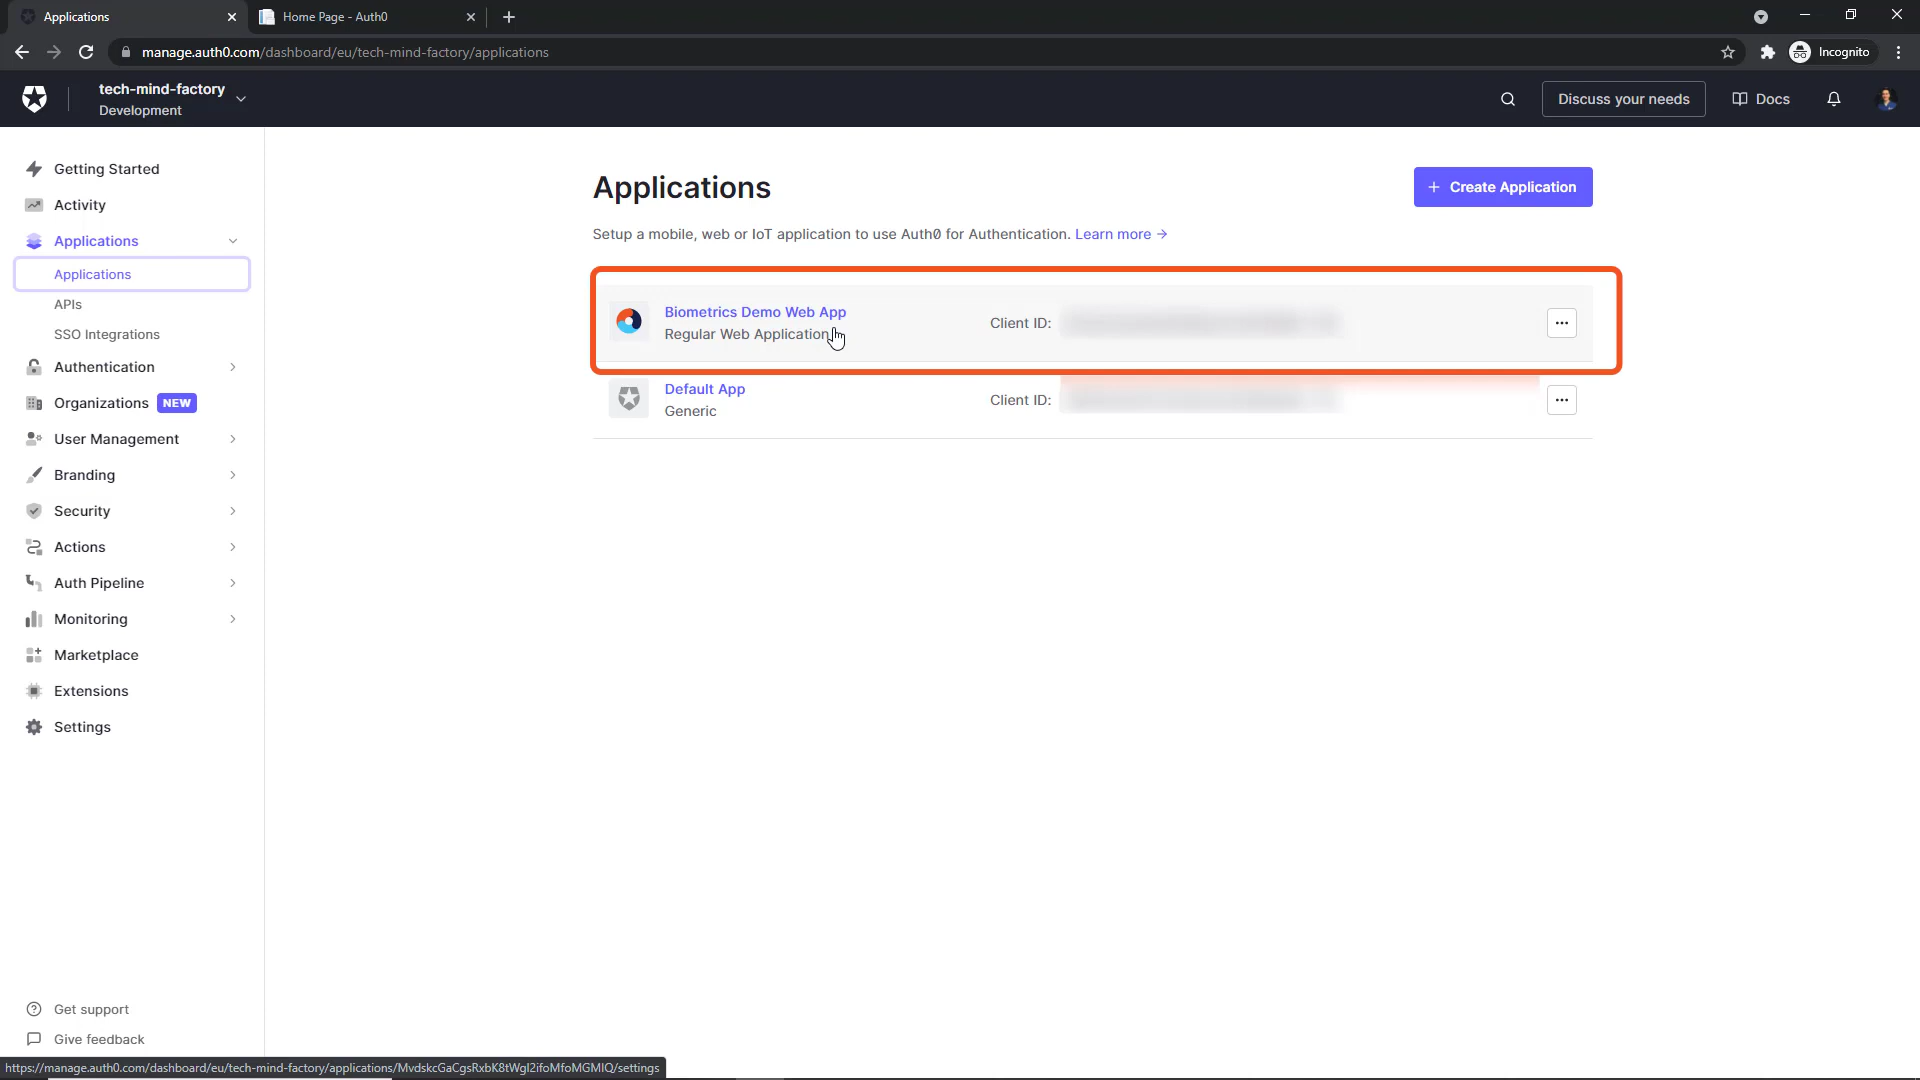 Applications
Home Page - Auth0
manage.auth0.com/dashboard/eu/tech-mind-factory/applications
Incognito
tech-mind-factory
Development
Discuss your needs
Docs
Getting Started
Activity
Applications
Applications
APIs
SSO Integrations
Authentication
Organizations NEW
User Management
Branding
Security
Actions
Auth Pipeline
Monitoring
Marketplace
Extensions
Settings
Get support
Give feedback
Applications
+ Create Application
Setup a mobile, web or IoT application to use Auth0 for Authentication. Learn more →
Biometrics Demo Web App
Regular Web Application
Client ID:
Default App
Generic
Client ID:
https://manage.auth0.com/dashboard/eu/tech-mind-factory/applications/MvdskcGaCgsRxbK8tWgI2ifoMfoMGMIQ/settings